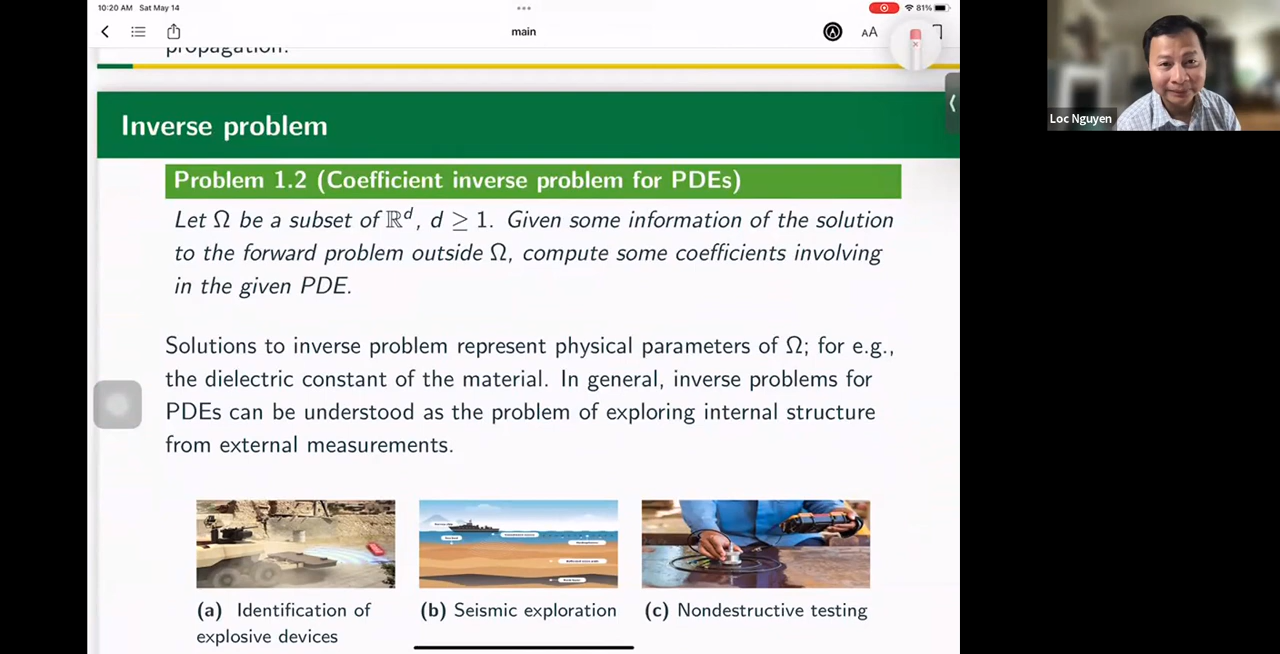 10:20 AM Sat May 14
81%
main
AA
propagation.
Inverse problem
Problem 1.2 (Coefficient inverse problem for PDEs)
Let Ω be a subset of ℝᵈ, d ≥ 1. Given some information of the solution
to the forward problem outside Ω, compute some coefficients involving
in the given PDE.
Solutions to inverse problem represent physical parameters of Ω; for e.g.,
the dielectric constant of the material. In general, inverse problems for
PDEs can be understood as the problem of exploring internal structure
from external measurements.
(a) Identification of
explosive devices
(b) Seismic exploration
(c) Nondestructive testing
Loc Nguyen